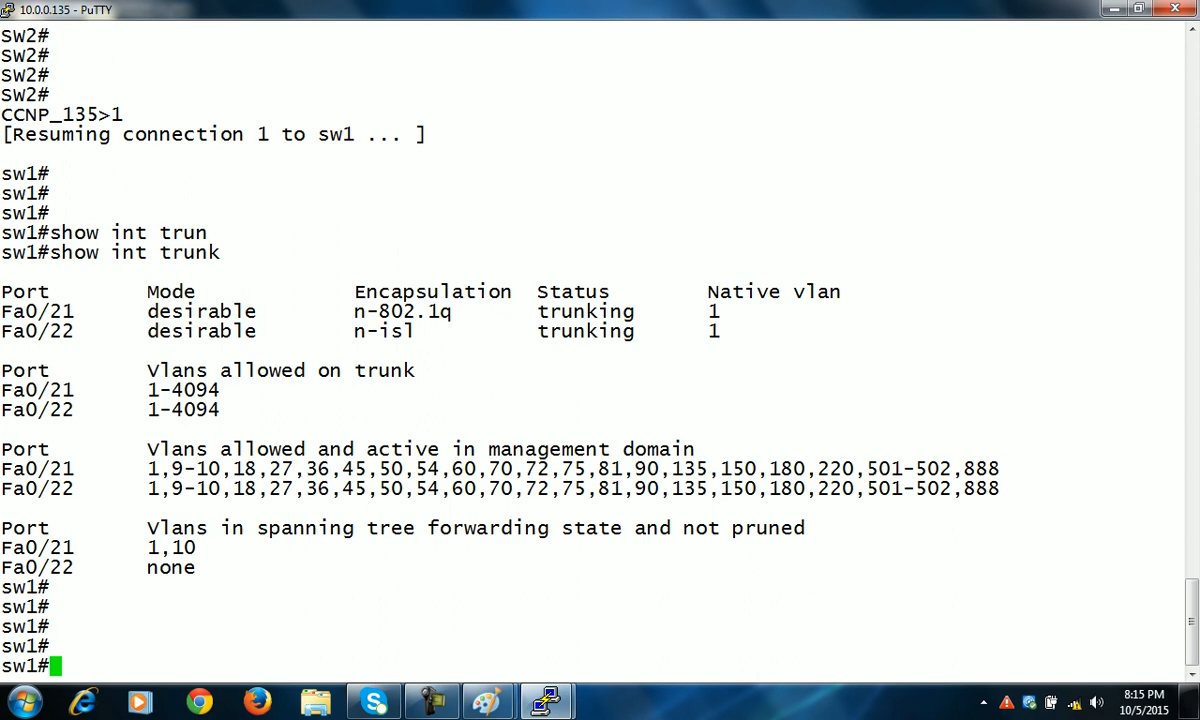 10.0.0.135 - PuTTY
sw2#
sw2#
sw2#
sw2#
CCNP_135>1
[Resuming connection 1 to sw1 ... ]
sw1#
sw1#
sw1#
sw1#show int trun
sw1#show int trunk
Port Mode Encapsulation Status Native vlan
Fa0/21 desirable n-802.1q trunking 1
Fa0/22 desirable n-isl trunking 1
Port Vlans allowed on trunk
Fa0/21 1-4094
Fa0/22 1-4094
Port Vlans allowed and active in management domain
Fa0/21 1,9-10,18,27,36,45,50,54,60,70,72,75,81,90,135,150,180,220,501-502,888
Fa0/22 1,9-10,18,27,36,45,50,54,60,70,72,75,81,90,135,150,180,220,501-502,888
Port Vlans in spanning tree forwarding state and not pruned
Fa0/21 1,10
Fa0/22 none
sw1#
sw1#
sw1#
sw1#
sw1#
8:15 PM
10/5/2015